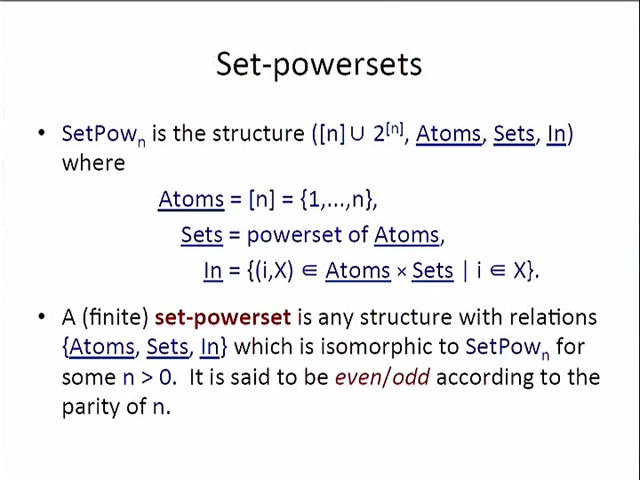 Set-powersets
• SetPowₙ is the structure ([n] ∪ 2^[n], Atoms, Sets, In)
where
Atoms = [n] = {1,...,n},
Sets = powerset of Atoms,
In = {(i,X) ∈ Atoms × Sets | i ∈ X}.
• A (finite) set-powerset is any structure with relations
{Atoms, Sets, In} which is isomorphic to SetPowₙ for
some n > 0. It is said to be even/odd according to the
parity of n.